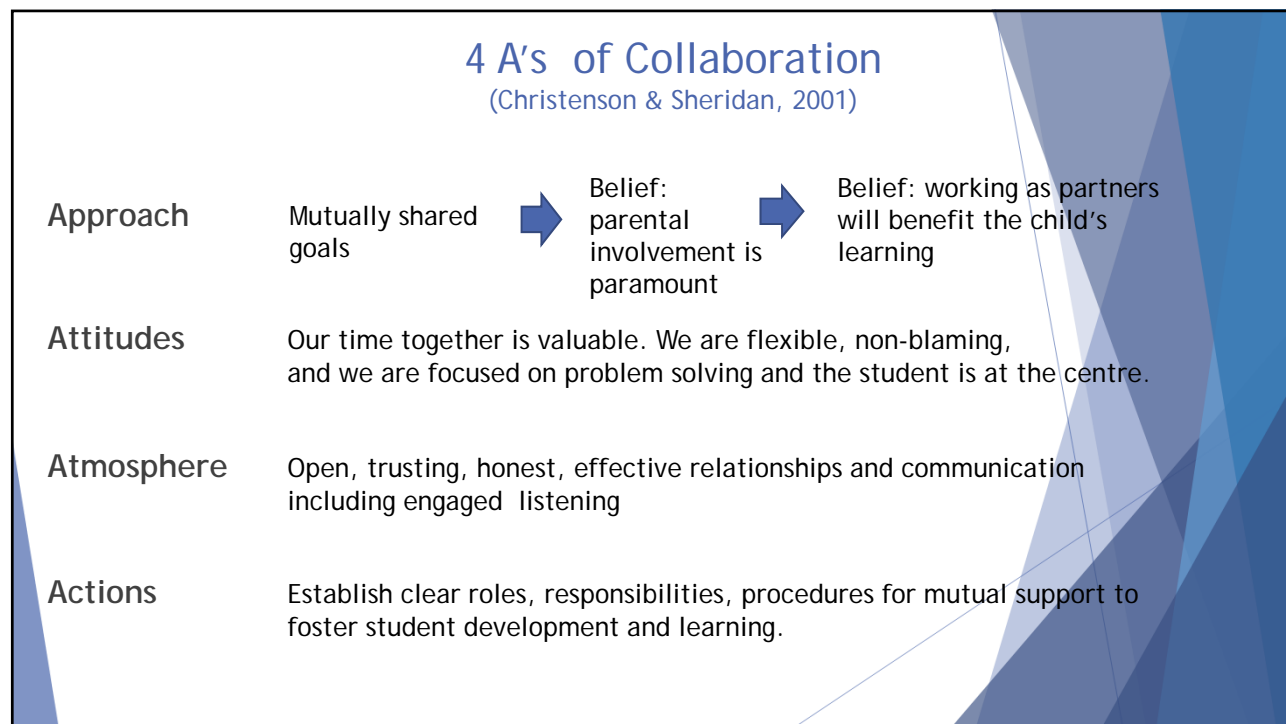 4 A's of Collaboration
(Christenson & Sheridan, 2001)
Approach
Mutually shared
goals
Belief:
parental
involvement is
paramount
Belief: working as partners
will benefit the child's
learning
Attitudes
Our time together is valuable. We are flexible, non-blaming,
and we are focused on problem solving and the student is at the centre.
Atmosphere
Open, trusting, honest, effective relationships and communication
including engaged listening
Actions
Establish clear roles, responsibilities, procedures for mutual support to
foster student development and learning.